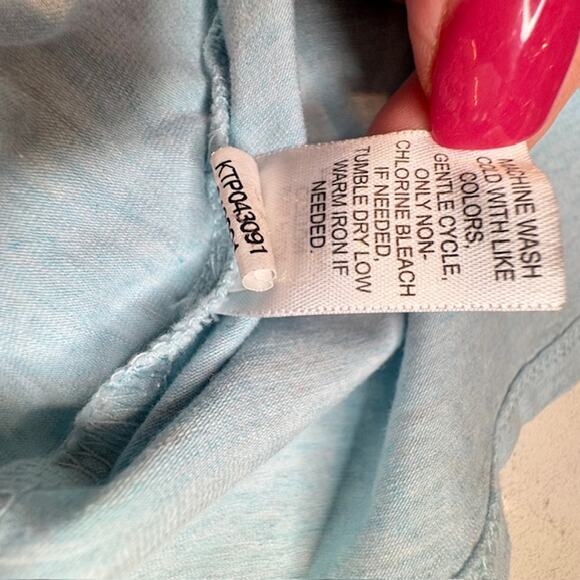 MACHINE WASH
COLD WITH LIKE
COLORS.
GENTLE CYCLE,
ONLY NON-
CHLORINE BLEACH
IF NEEDED,
TUMBLE DRY LOW
WARM IRON IF
NEEDED.
KTP043091